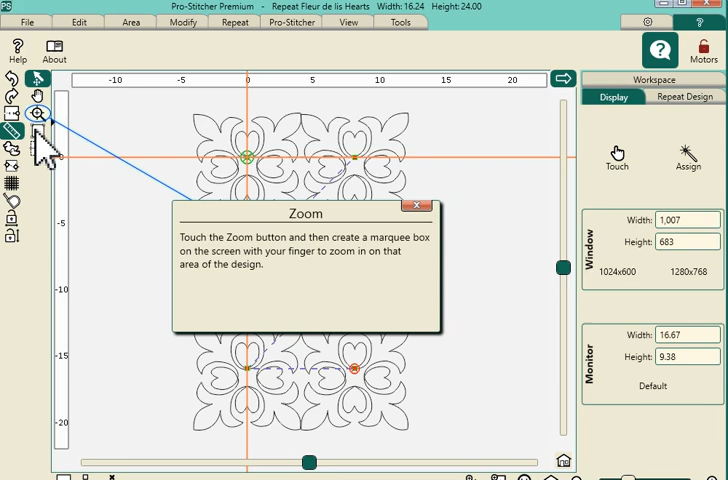 PS Pro-Stitcher Premium - Repeat Fleur de lis Hearts Width: 16.24 Height: 24.00
File Edit Area Modify Repeat Pro-Stitcher View Tools ?
Help About ? Motors
-10 -5 0 5 10 15 20
Workspace
Display Repeat Design
0
Touch Assign
-5
Zoom
Touch the Zoom button and then create a marquee box
on the screen with your finger to zoom in on that
area of the design.
Window
Width: 1,007
Height: 683
1024x600 1280x768
-10
-15
-20
Monitor
Width: 16.67
Height: 9.38
Default